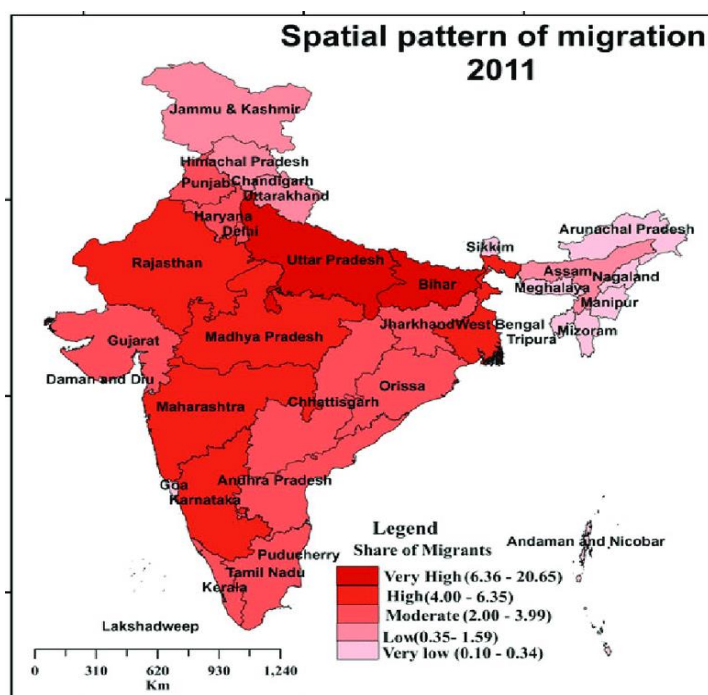 Spatial pattern of migration
2011
Jammu & Kashmir
Himachal Pradesh
Punjab
Chandigarh
Uttarakhand
Haryana
Delhi
Rajasthan
Uttar Pradesh
Bihar
Sikkim
Arunachal Pradesh
Assam
Nagaland
Meghalaya
Manipur
Mizoram
Tripura
Gujarat
Madhya Pradesh
Jharkhand
West Bengal
Daman and Diu
Maharashtra
Chhattisgarh
Orissa
Goa
Karnataka
Andhra Pradesh
Puducherry
Tamil Nadu
Kerala
Lakshadweep
Andaman and Nicobar
Legend
Share of Migrants
Very High (6.36 - 20.65)
High(4.00 - 6.35)
Moderate (2.00 - 3.99)
Low(0.35- 1.59)
Very low (0.10 - 0.34)
0 310 620 930 1,240
Km